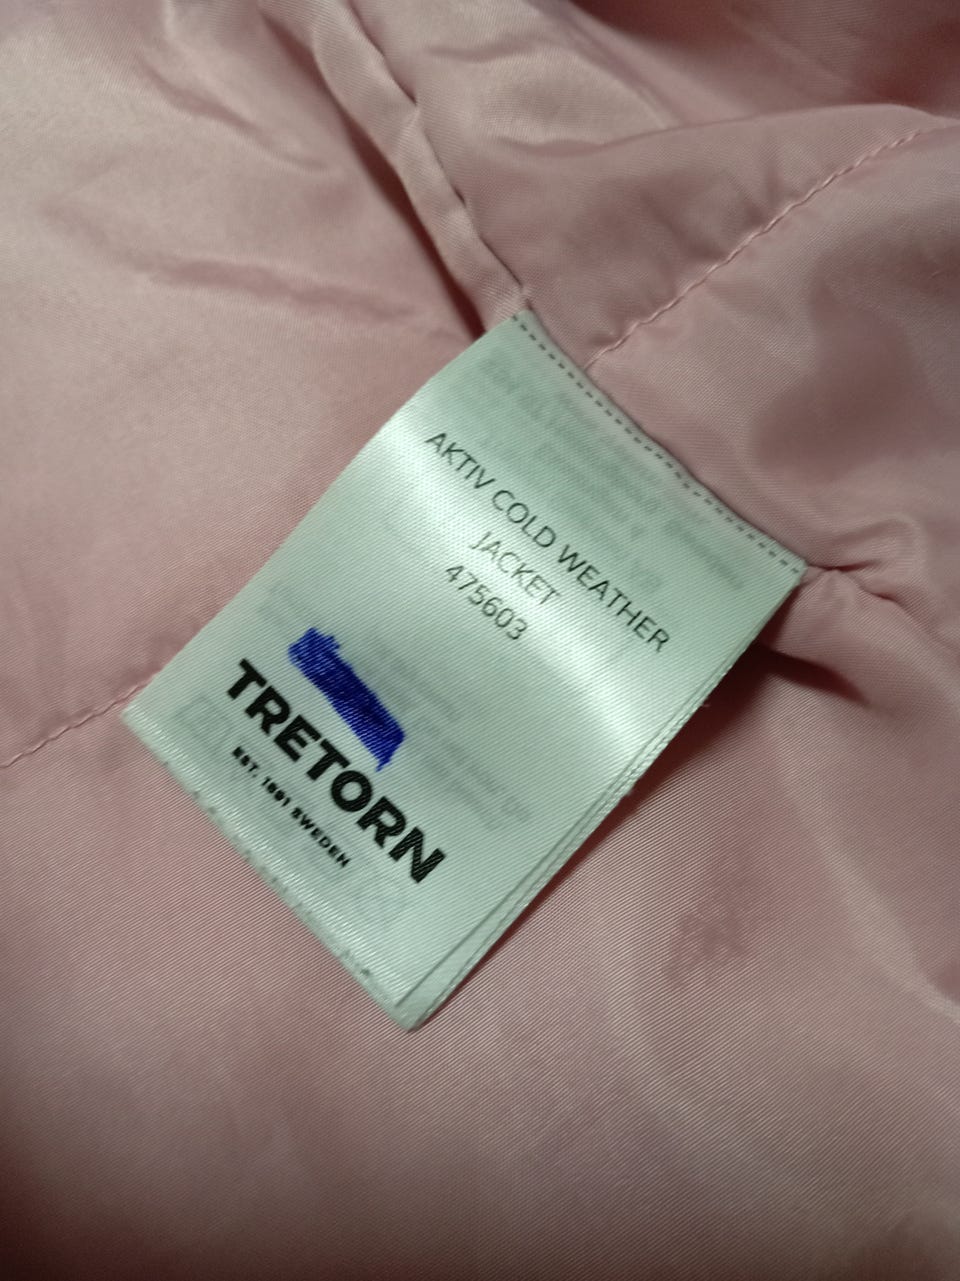 AKTIV COLD WEATHER
JACKET
475603
TRETORN
EST. 1891 SWEDEN